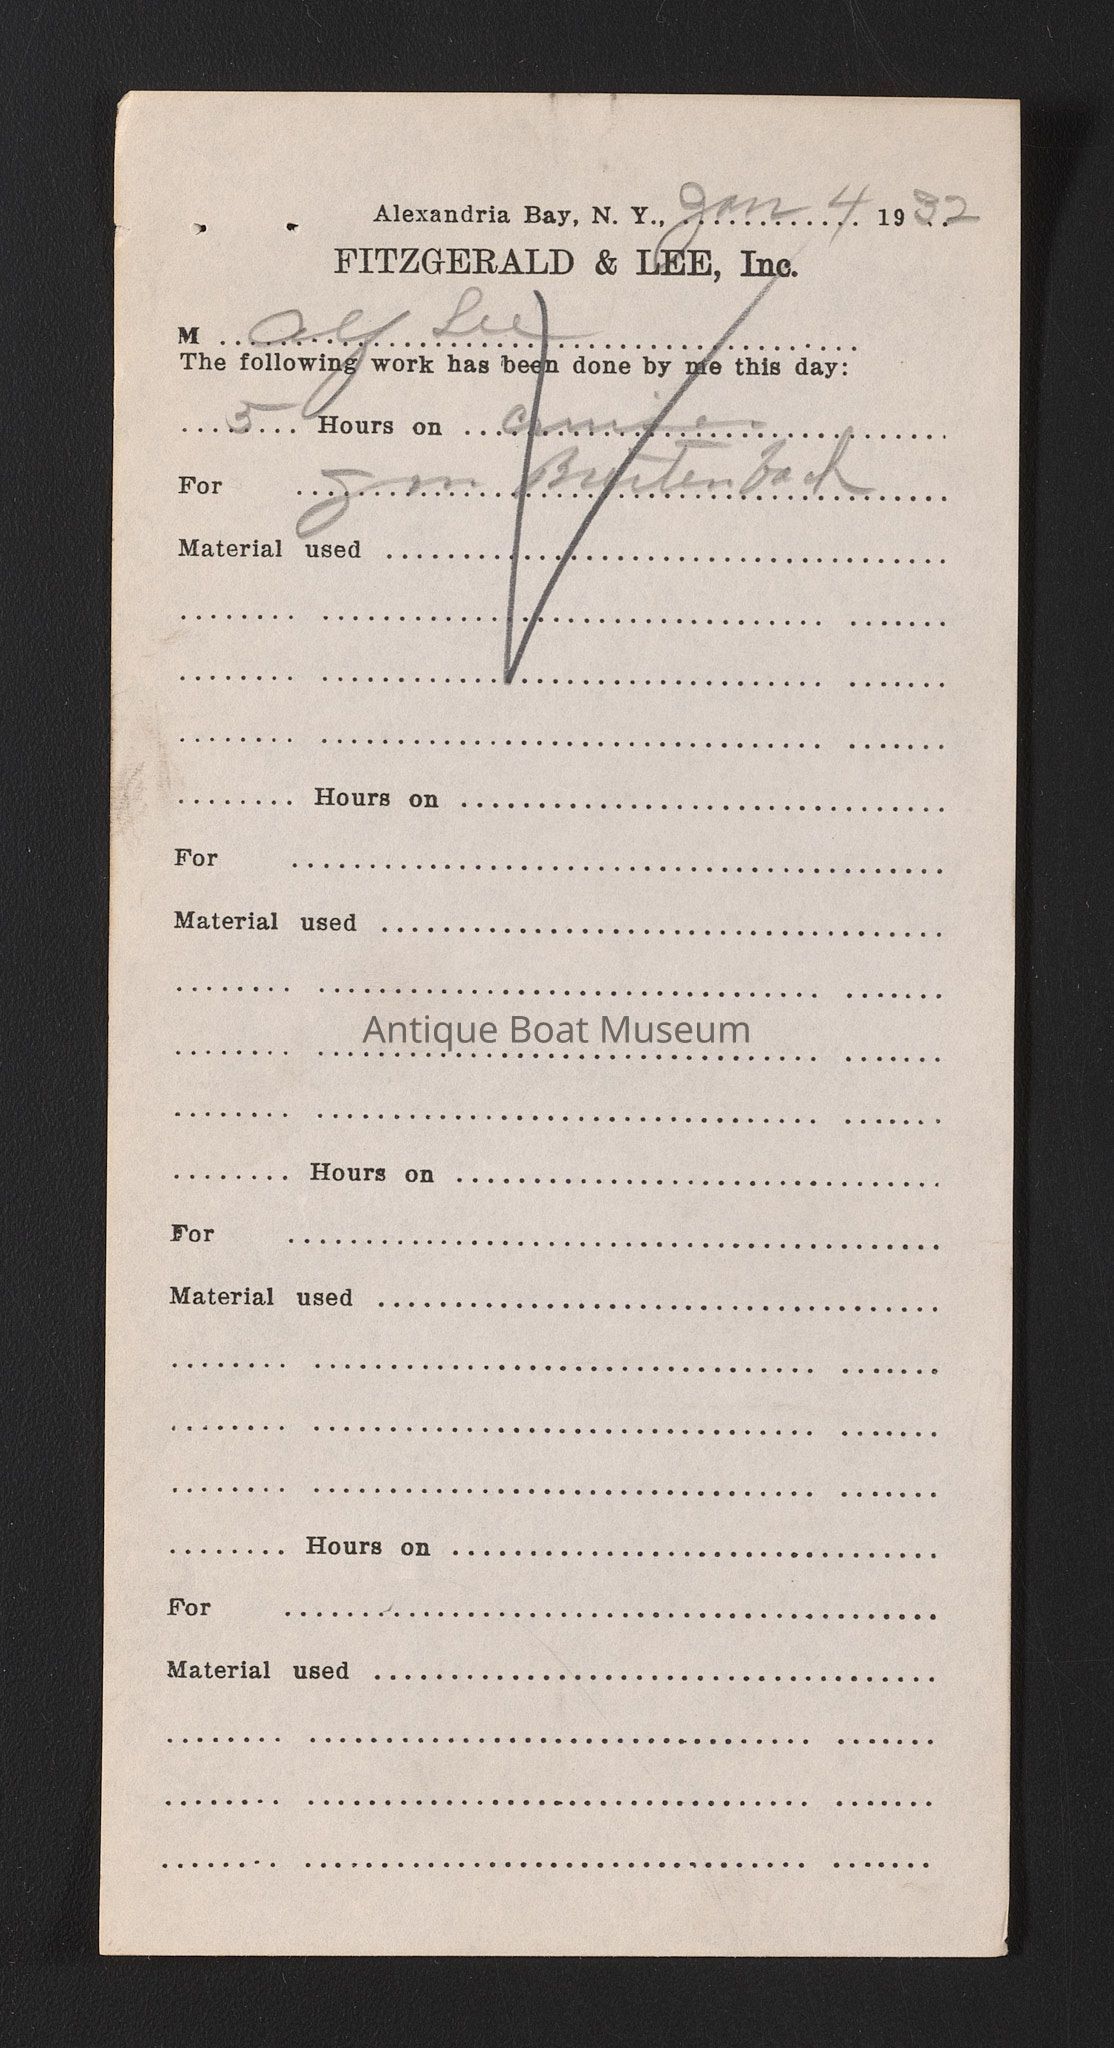 Alexandria Bay, N. Y., Jan 4 1932
FITZGERALD & LEE, Inc.
M Alf Lee
The following work has been done by me this day:
5 Hours on
For
Material used
Hours on
For
Material used
Antique Boat Museum
Hours on
For
Material used
Hours on
For
Material used